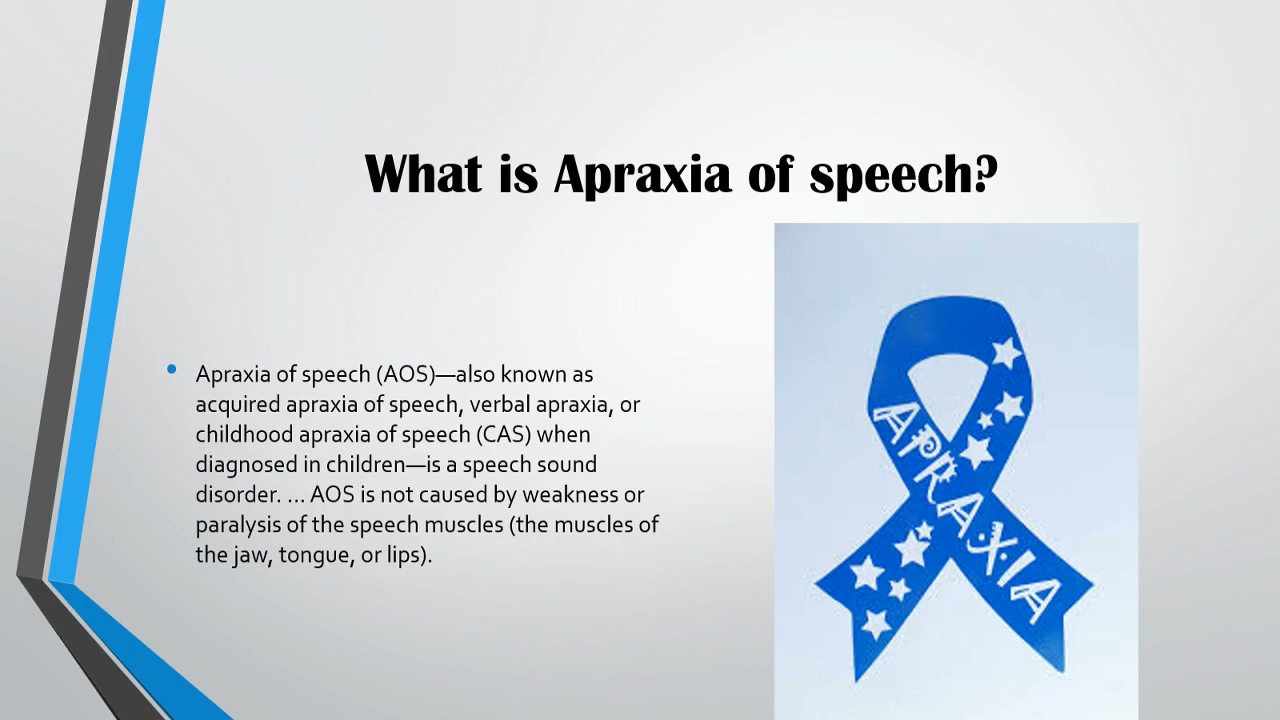 What is Apraxia of speech?
Apraxia of speech (AOS)—also known as
acquired apraxia of speech, verbal apraxia, or
childhood apraxia of speech (CAS) when
diagnosed in children—is a speech sound
disorder. ... AOS is not caused by weakness or
paralysis of the speech muscles (the muscles of
the jaw, tongue, or lips).
APRAXIA